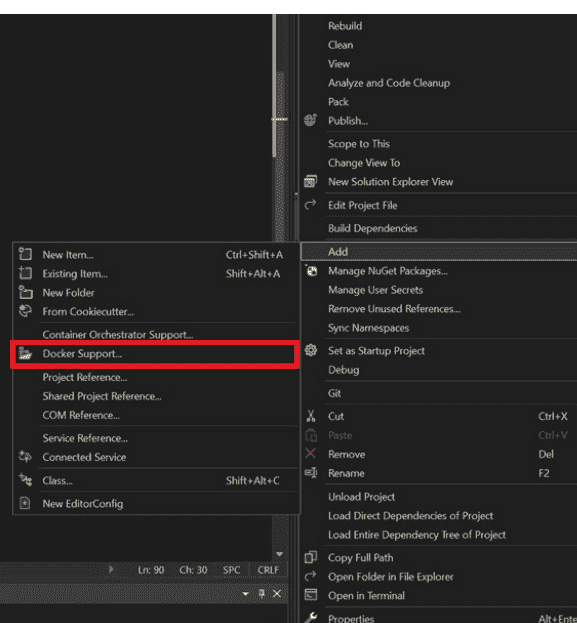 Rebuild
Clean
View
Analyze and Code Cleanup
Pack
Publish...
Scope to This
Change View To
New Solution Explorer View
Edit Project File
Build Dependencies
Add
Manage NuGet Packages...
Manage User Secrets
Remove Unused References...
Sync Namespaces
Set as Startup Project
Debug
Git
Cut Ctrl+X
Paste Ctrl+V
Remove Del
Rename F2
Unload Project
Load Direct Dependencies of Project
Load Entire Dependency Tree of Project
Copy Full Path
Open Folder in File Explorer
Open in Terminal
Properties Alt+Ente
New Item... Ctrl+Shift+A
Existing Item... Shift+Alt+A
New Folder
From Cookiecutter...
Container Orchestrator Support...
Docker Support...
Project Reference...
Shared Project Reference...
COM Reference...
Service Reference...
Connected Service
Class... Shift+Alt+C
New EditorConfig
Ln: 90 Ch: 30 SPC CRLF